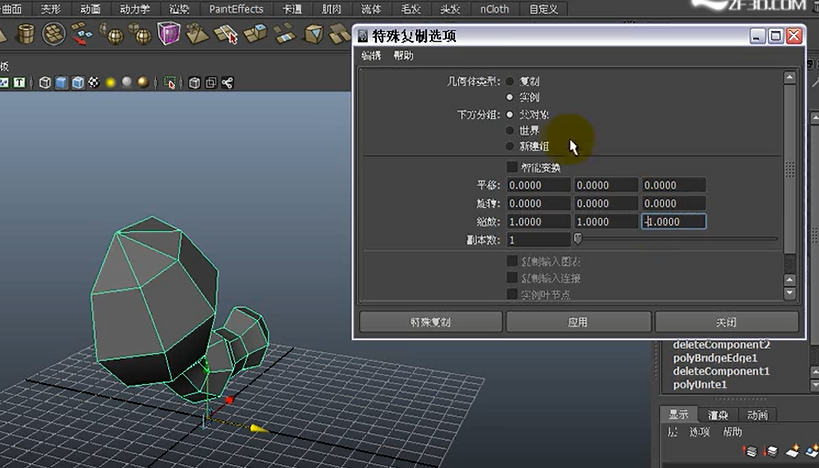 曲面 变形 动画 动力学 渲染 PantEffects 卡通 肌肉 流体 毛发 头发 nCloth 自定义
ZF3D.COM
特殊复制选项
编辑 帮助
板
几何体类型: 复制
实例
下方分组: 父对象
世界
新建组
智能变换
平移: 0.0000 0.0000 0.0000
旋转: 0.0000 0.0000 0.0000
缩放: 1.0000 1.0000 -1.0000
副本数: 1
复制输入图表
复制输入连接
实例叶节点
特殊复制 应用 关闭
deleteComponent2
polyBridgeEdge1
deleteComponent1
polyUnite1
显示 渲染 动画
层 选项 帮助